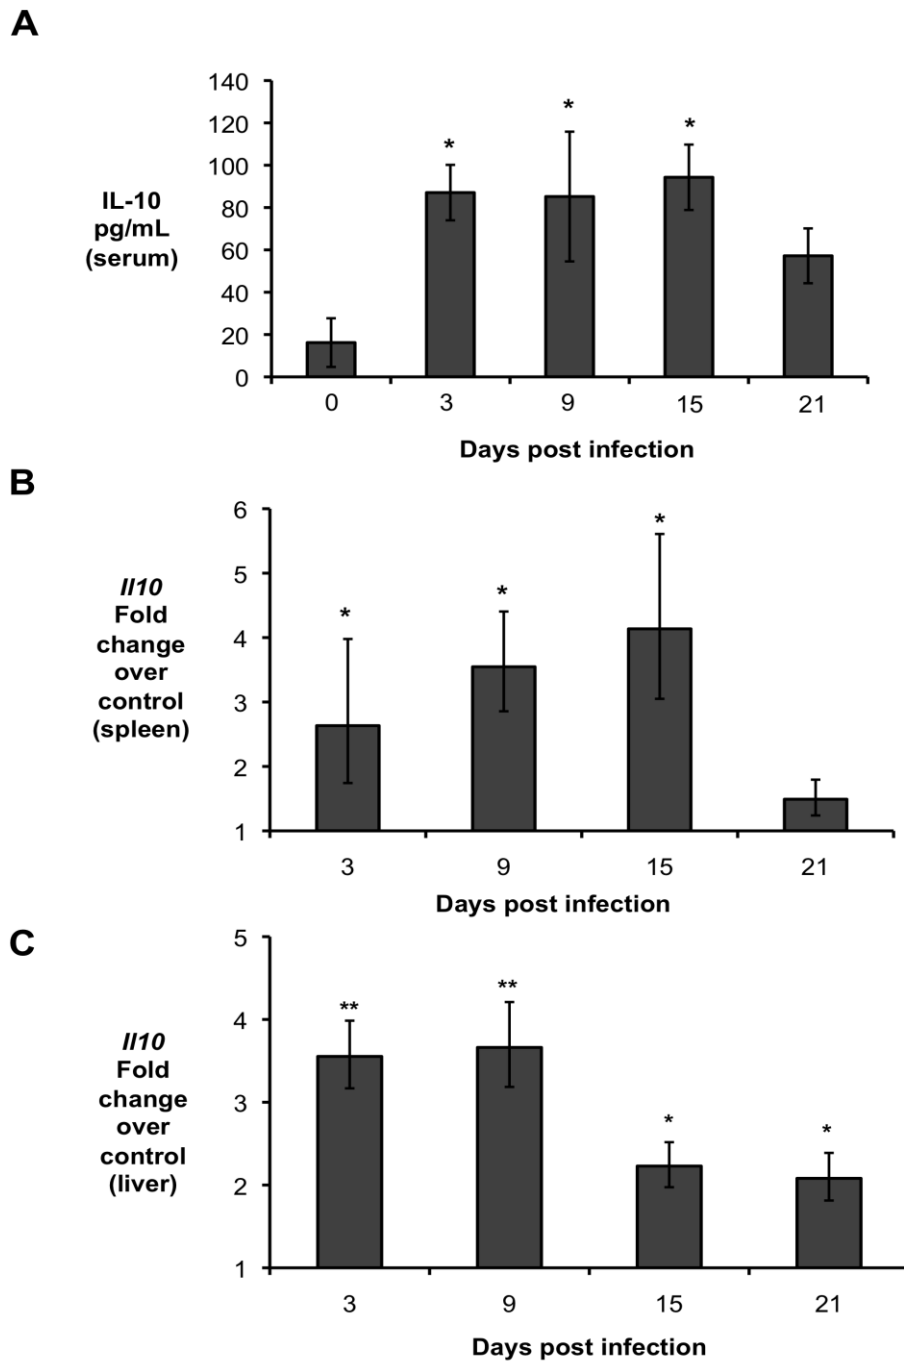 A
140
120
100
80
60
40
20
0
IL-10
pg/mL
(serum)
*
*
*
0 3 9 15 21
Days post infection
B
6
5
4
3
2
1
Il10
Fold
change
over
control
(spleen)
*
*
*
3 9 15 21
Days post infection
C
5
4
3
2
1
Il10
Fold
change
over
control
(liver)
**
**
*
*
3 9 15 21
Days post infection